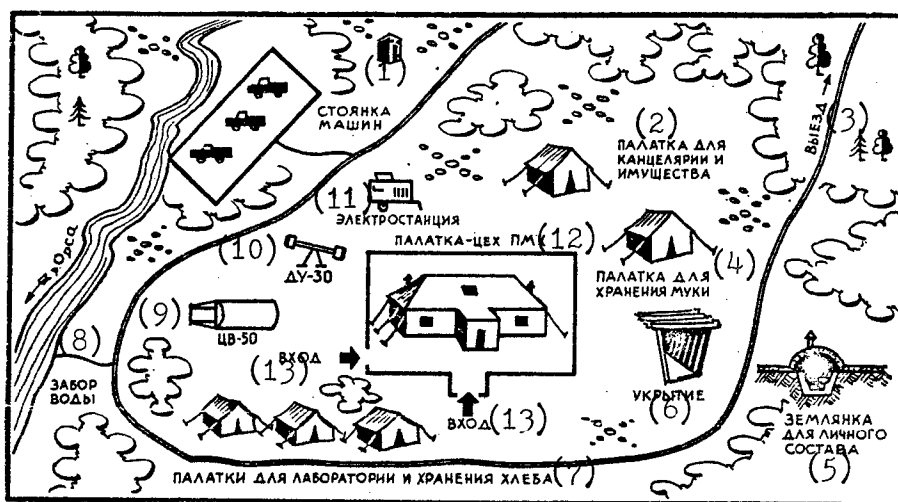 (1)
СТОЯНКА
МАШИН
(2)
ПАЛАТКА ДЛЯ
КАНЦЕЛЯРИИ И
ИМУЩЕСТВА
ВЫЕЗД
(3)
(11)
ЭЛЕКТРОСТАНЦИЯ
(10)
ДУ-30
ПАЛАТКА-ЦЕХ ПМК
(12)
(4)
ПАЛАТКА ДЛЯ
ХРАНЕНИЯ МУКИ
р. Орса
(9)
ЦВ-50
(8)
ЗАБОР
ВОДЫ
ВХОД
(13)
ВХОД
(13)
УКРЫТИЕ
(6)
ЗЕМЛЯНКА
ДЛЯ ЛИЧНОГО
СОСТАВА
(5)
ПАЛАТКИ ДЛЯ ЛАБОРАТОРИИ И ХРАНЕНИЯ ХЛЕБА
(7)